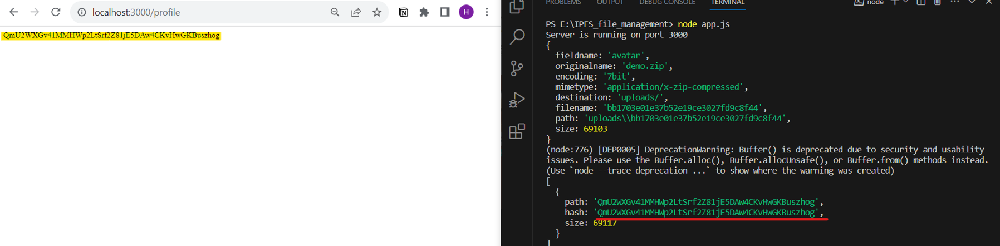 localhost:3000/profile
H
QmU2WXGv41MMHWp2LtSrf2Z81jE5DAw4CKvHwGKBuszhog
PROBLEMS OUTPUT DEBUG CONSOLE TERMINAL node
PS E:\IPFS_file_management> node app.js
Server is running on port 3000
{
fieldname: 'avatar',
originalname: 'demo.zip',
encoding: '7bit',
mimetype: 'application/x-zip-compressed',
destination: 'uploads/',
filename: 'bb1703e01e37b52e19ce3027fd9c8f44',
path: 'uploads\\bb1703e01e37b52e19ce3027fd9c8f44',
size: 69103
}
(node:776) [DEP0005] DeprecationWarning: Buffer() is deprecated due to security and usability
issues. Please use the Buffer.alloc(), Buffer.allocUnsafe(), or Buffer.from() methods instead.
(Use `node --trace-deprecation ...` to show where the warning was created)
[
{
path: 'QmU2WXGv41MMHWp2LtSrf2Z81jE5DAw4CKvHwGKBuszhog',
hash: 'QmU2WXGv41MMHWp2LtSrf2Z81jE5DAw4CKvHwGKBuszhog',
size: 69117
}
]